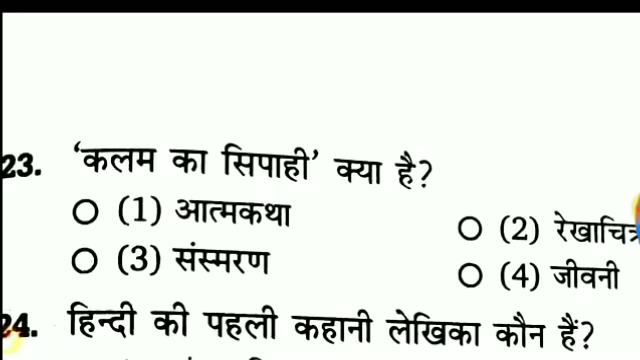 23. ‘कलम का सिपाही’ क्या है?
(1) आत्मकथा
(2) रेखाचित्र
(3) संस्मरण
(4) जीवनी
24. हिन्दी की पहली कहानी लेखिका कौन हैं?